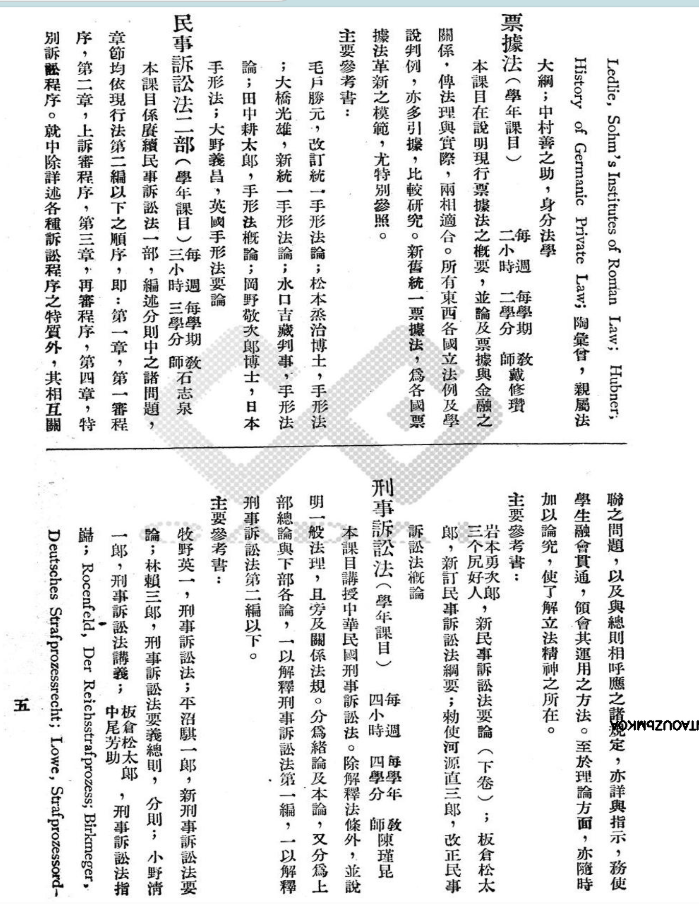 Ledlie, Sohm's Institutes of Roman Law; Hubner;
History of Germanic Private Law; 陶彙曾，親屬法
大綱；中村善之助，身分法學
票據法（學年課目）每週二小時 每學期二學分 教師戴修瓚
本課目在說明現行票據法之概要，並論及票據與金融之
關係，俾法理與實際，兩相適合。所有東西各國立法例及學
說判例，亦多引據，比較研究。新舊統一票據法，爲各國票
據法革新之模範，尤特別參照。
主要參考書：
毛戶勝元，改訂統一手形法論；松本烝治博士，手形法
；大橋光雄，新統一手形法論；水口吉藏判事，手形法
論；田中耕太郎，手形法槪論；岡野敬次郎博士，日本
手形法；大野義昌，英國手形法要論
民事訴訟法二部（學年課目）每週三小時 每學期三學分 教師石志泉
本課目係賡續民事訴訟法一部，編述分則中之諸問題，
章節均依現行法第二編以下之順序，即：第一章，第一審程
序，第二章，上訴審程序，第三章，再審程序，第四章，特
別訴訟程序。就中除詳述各種訴訟程序之特質外，其相互關
聯之問題，以及與總則相呼應之諸規定，亦詳與指示，務使
學生融會貫通，領會其運用之方法。至於理論方面，亦隨時
加以論究，使了解立法精神之所在。
主要參考書：
岩本勇次郎，三个尻好人，新民事訴訟法要論（下卷）；板倉松太
郎，新訂民事訴訟法綱要；勅使河源直三郎，改正民事
訴訟法槪論
刑事訴訟法（學年課目）每週四小時 每學年四學分 教師陳瑾昆
本課目講授中華民國刑事訴訟法。除解釋法條外，並說
明一般法理，且旁及關係法規。分爲緒論及本論，又分爲上
部總論與下部各論，一以解釋刑事訴訟法第一編，一以解釋
刑事訴訟法第二編以下。
主要參考書：
牧野英一，刑事訴訟法；平沼騏一郎，新刑事訴訟法要
論；林賴三郎，刑事訴訟法要義總則，分則；小野清
一郎，刑事訴訟法講義；板倉松太郎 中尾芳助，刑事訴訟法指
歸；Rocenfeld, Der Reichsstrafprozess; Birkmeger,
Deutsches Strafprozessrecht; Lowe, Strafprozessord-
五